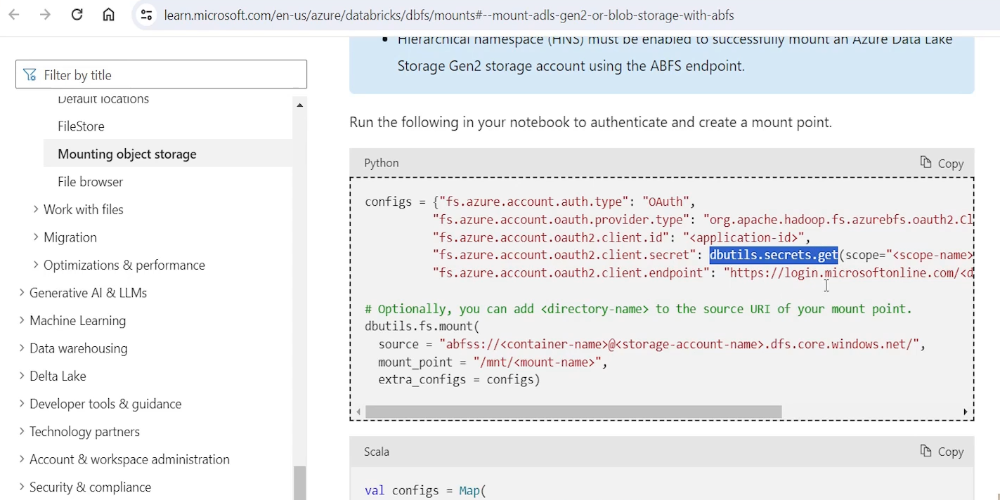 learn.microsoft.com/en-us/azure/databricks/dbfs/mounts#--mount-adls-gen2-or-blob-storage-with-abfs
Filter by title
Default locations
FileStore
Mounting object storage
File browser
Work with files
Migration
Optimizations & performance
Generative AI & LLMs
Machine Learning
Data warehousing
Delta Lake
Developer tools & guidance
Technology partners
Account & workspace administration
Security & compliance
• Hierarchical namespace (HNS) must be enabled to successfully mount an Azure Data Lake
Storage Gen2 storage account using the ABFS endpoint.
Run the following in your notebook to authenticate and create a mount point.
Python
Copy
configs = {"fs.azure.account.auth.type": "OAuth",
"fs.azure.account.oauth.provider.type": "org.apache.hadoop.fs.azurebfs.oauth2.Cl
"fs.azure.account.oauth2.client.id": "<application-id>",
"fs.azure.account.oauth2.client.secret": dbutils.secrets.get(scope="<scope-name>
"fs.azure.account.oauth2.client.endpoint": "https://login.microsoftonline.com/<d
# Optionally, you can add <directory-name> to the source URI of your mount point.
dbutils.fs.mount(
source = "abfss://<container-name>@<storage-account-name>.dfs.core.windows.net/",
mount_point = "/mnt/<mount-name>",
extra_configs = configs)
Scala
Copy
val configs = Map(